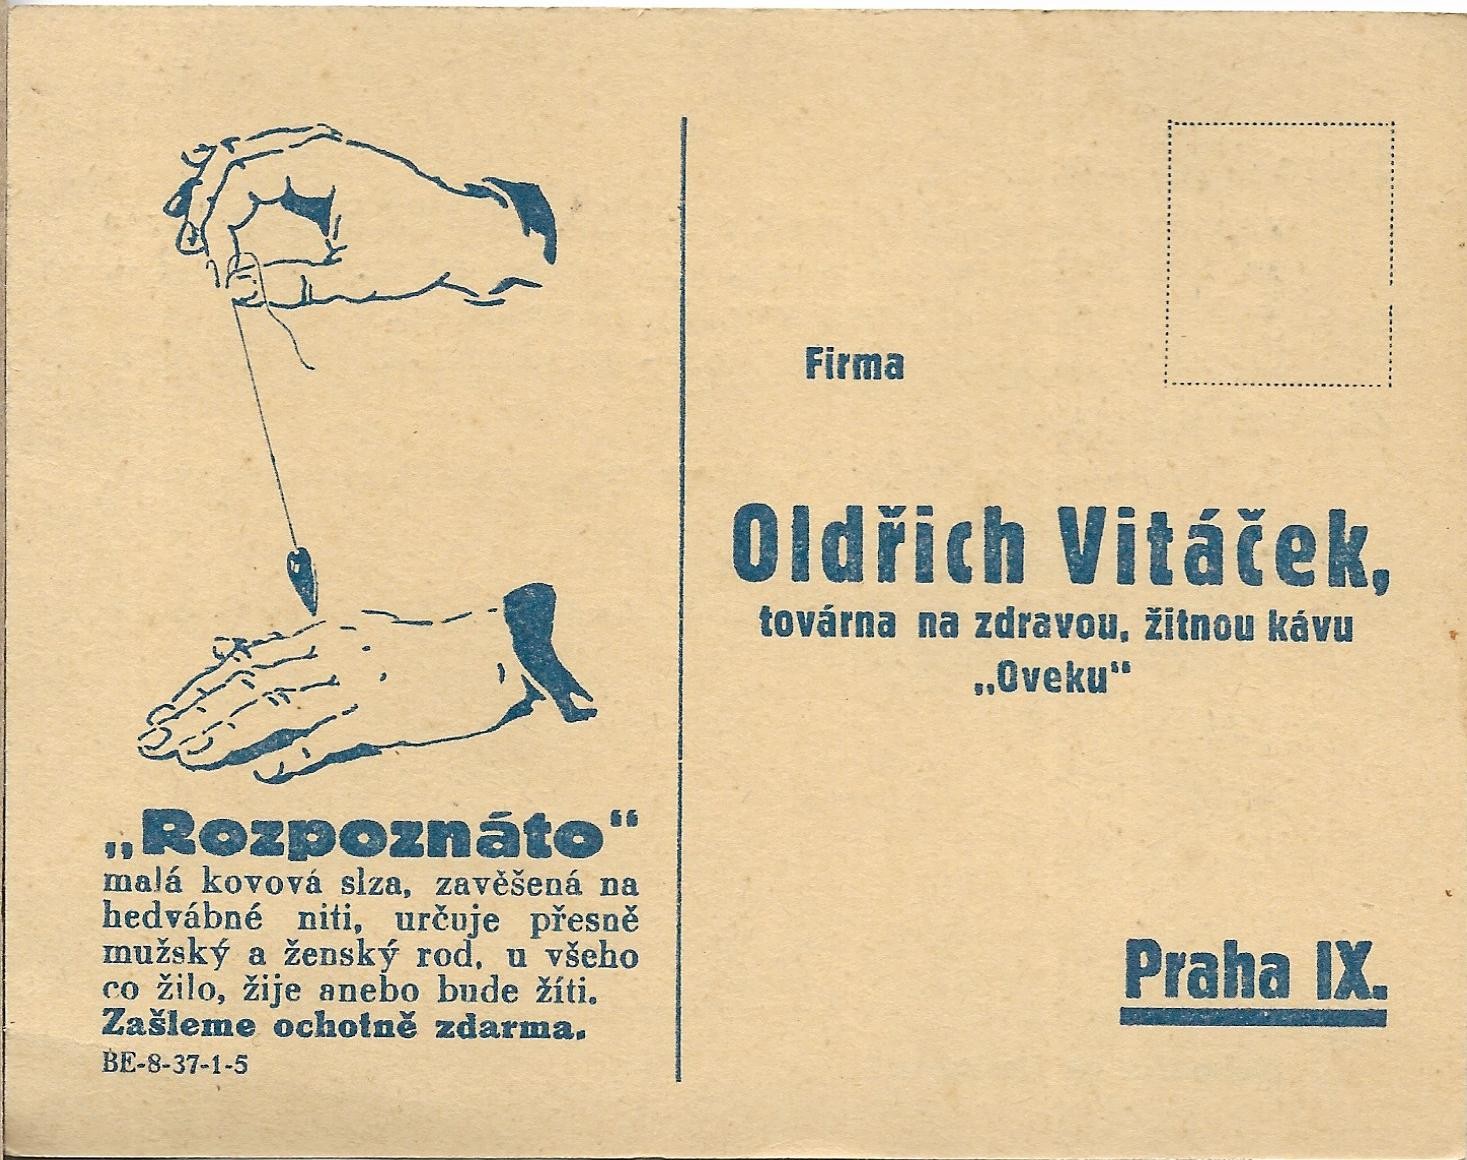 „Rozpoznáto“
malá kovová slza, zavěšená na
hedvábné niti, určuje přesně
mužský a ženský rod, u všeho
co žilo, žije anebo bude žíti.
Zašleme ochotně zdarma.
BE-8-37-1-5
Firma
Oldřich Vitáček,
továrna na zdravou, žitnou kávu
„Oveku“
Praha IX.